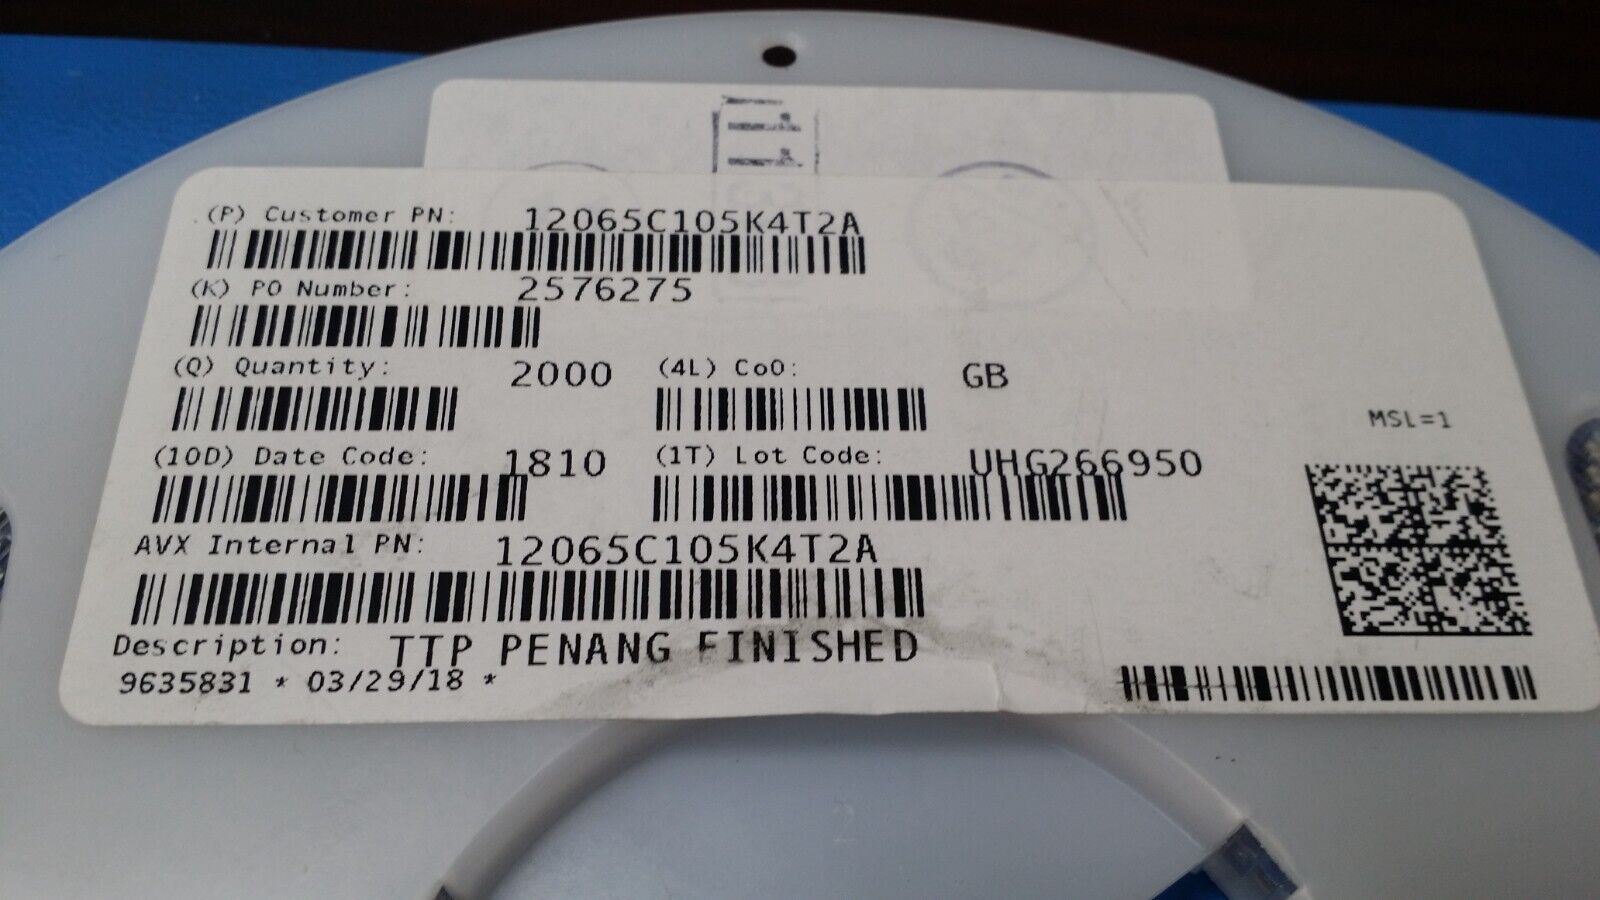 (P) Customer PN: 12065C105K4T2A
(K) PO Number: 2576275
(Q) Quantity: 2000 (4L) CoO: GB
MSL=1
(10D) Date Code: 1810 (1T) Lot Code: UHG266950
AVX Internal PN: 12065C105K4T2A
Description: TTP PENANG FINISHED
9635831 * 03/29/18 *
2